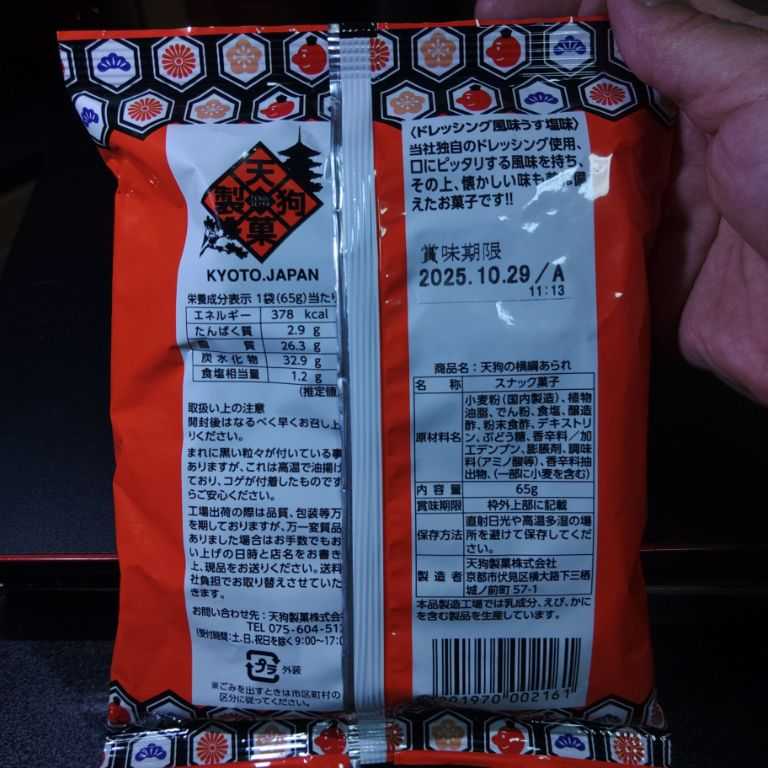 天狗製菓
KYOTO.JAPAN
栄養成分表示 1袋(65g)当たり
エネルギー 378 kcal
たんぱく質 2.9 g
質 26.3 g
炭水化物 32.9 g
食塩相当量 1.2 g
(推定値
取扱い上の注意
開封後はなるべく早くお召し上
りください。
まれに黒い粒々が付いている事
ありますが、これは高温で油揚げ
ており、コゲが付着したものです
らご安心ください。
工場出荷の際は品質、包装等万
を期しておりますが、万一変質品
ありました場合はお手数でもお
い上げの日時と店名をお書き
上、現品をお送りください。送料
社負担でお取り替えさせていた
きます。
お問い合わせ先:天狗製菓株式会
TEL 075-604-517
(受付時間:土、日、祝日を除く9:00~17:0
プラ 外装
※ごみを出すときは市区町村の
区分に従ってください。
〈ドレッシング風味うす塩味〉
当社独自のドレッシング使用、
口にピッタリする風味を持ち、
その上、懐かしい味も備
えたお菓子です!!
賞味期限
2025.10.29/A
11:13
商品名:天狗の横綱あられ
名称 スナック菓子
原材料名 小麦粉(国内製造)、植物
油脂、でん粉、食塩、醸造
酢、粉末食酢、デキストリ
ン、ぶどう糖、香辛料/加
工デンプン、膨脹剤、調味
料(アミノ酸等)、香辛料抽
出物、(一部に小麦を含む)
内容量 65g
賞味期限 枠外上部に記載
保存方法 直射日光や高温多湿の場
所を避けて保存してくだ
さい。
製造者 天狗製菓株式会社
京都市伏見区横大路下三栖
城ノ前町 57-1
本品製造工場では乳成分、えび、かに
を含む製品を生産しています。
91970 002161